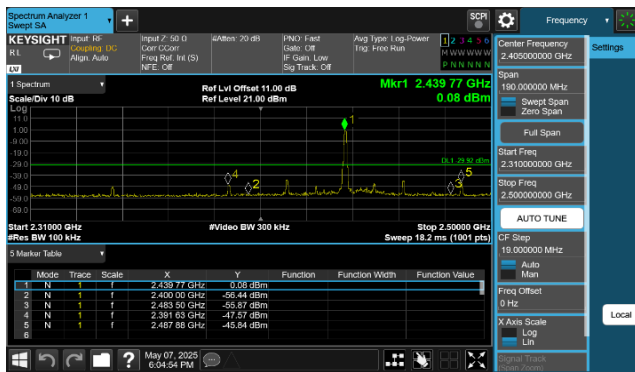 Spectrum Analyzer 1
Swept SA
SCPI
Frequency
KEYSIGHT
RL
LXI
Input: RF
Coupling: DC
Align: Auto
Input Z: 50 Ω
Corr CCorr
Freq Ref: Int (S)
NFE: Off
#Atten: 20 dB
PNO: Fast
Gate: Off
IF Gain: Low
Sig Track: Off
Avg Type: Log-Power
Trig: Free Run
1 2 3 4 5 6
M W W W W W
P N N N N N
1 Spectrum
Scale/Div 10 dB
Log
Ref Lvl Offset 11.00 dB
Ref Level 21.00 dBm
Mkr1 2.439 77 GHz
0.08 dBm
11.0
1.00
-9.00
-19.0
-29.0
-39.0
-49.0
-59.0
-69.0
1
DL1 -29.92 dBm
4
2
3
5
Start 2.31000 GHz
#Res BW 100 kHz
#Video BW 300 kHz
Stop 2.50000 GHz
Sweep 18.2 ms (1001 pts)
5 Marker Table
Mode Trace Scale X Y Function Function Width Function Value
1 N 1 f 2.439 77 GHz 0.08 dBm
2 N 1 f 2.400 00 GHz -56.44 dBm
3 N 1 f 2.483 50 GHz -55.87 dBm
4 N 1 f 2.391 63 GHz -47.57 dBm
5 N 1 f 2.487 88 GHz -45.84 dBm
6
May 07, 2025
6:04:54 PM
Center Frequency
2.405000000 GHz
Settings
Span
190.000000 MHz
Swept Span
Zero Span
Full Span
Start Freq
2.310000000 GHz
Stop Freq
2.500000000 GHz
AUTO TUNE
CF Step
19.000000 MHz
Auto
Man
Freq Offset
0 Hz
X Axis Scale
Log
Lin
Local
Signal Track
(Span Zoom)